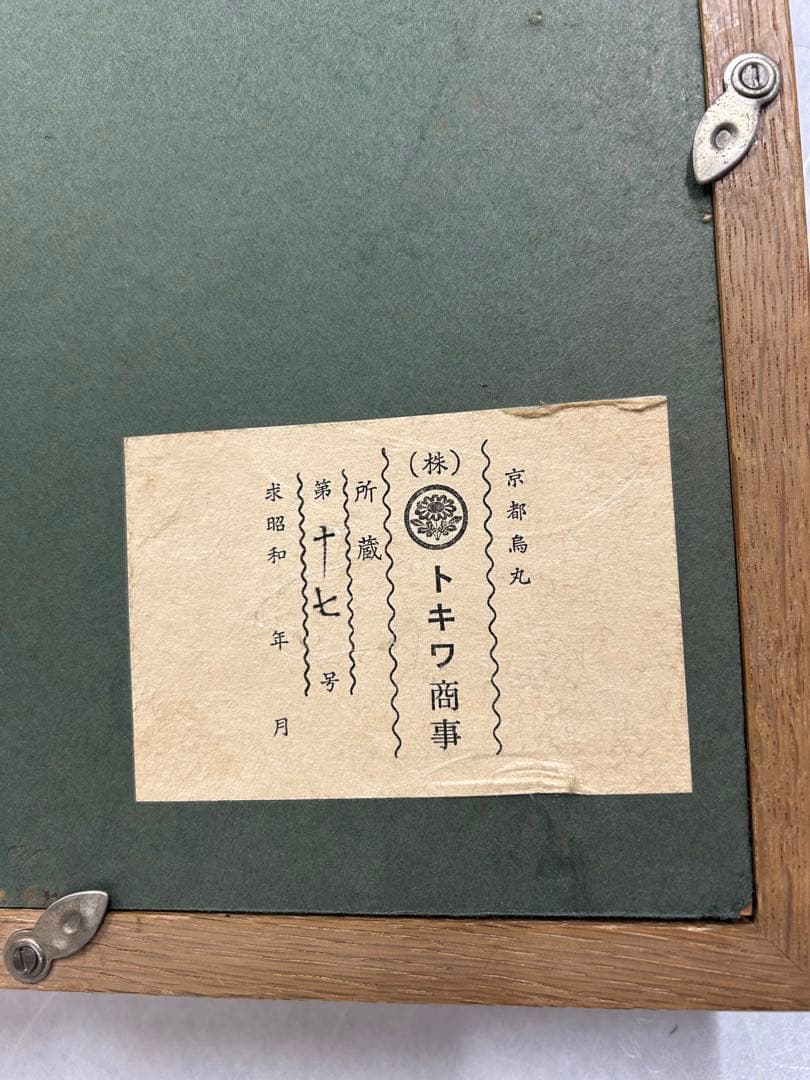 京都烏丸
(株)トキワ商事
所蔵
第十七号
求昭和 年 月